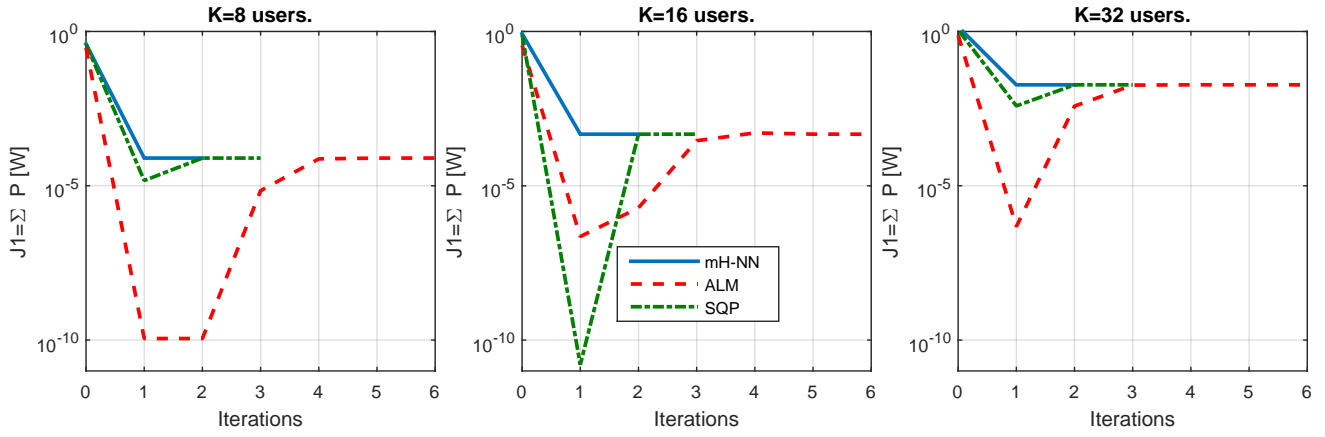 K=8 users.
10^0
10^-5
10^-10
J1=Σ P [W]
0 1 2 3 4 5 6
Iterations
K=16 users.
10^0
10^-5
10^-10
J1=Σ P [W]
mH-NN
ALM
SQP
0 1 2 3 4 5 6
Iterations
K=32 users.
10^0
10^-5
10^-10
J1=Σ P [W]
0 1 2 3 4 5 6
Iterations